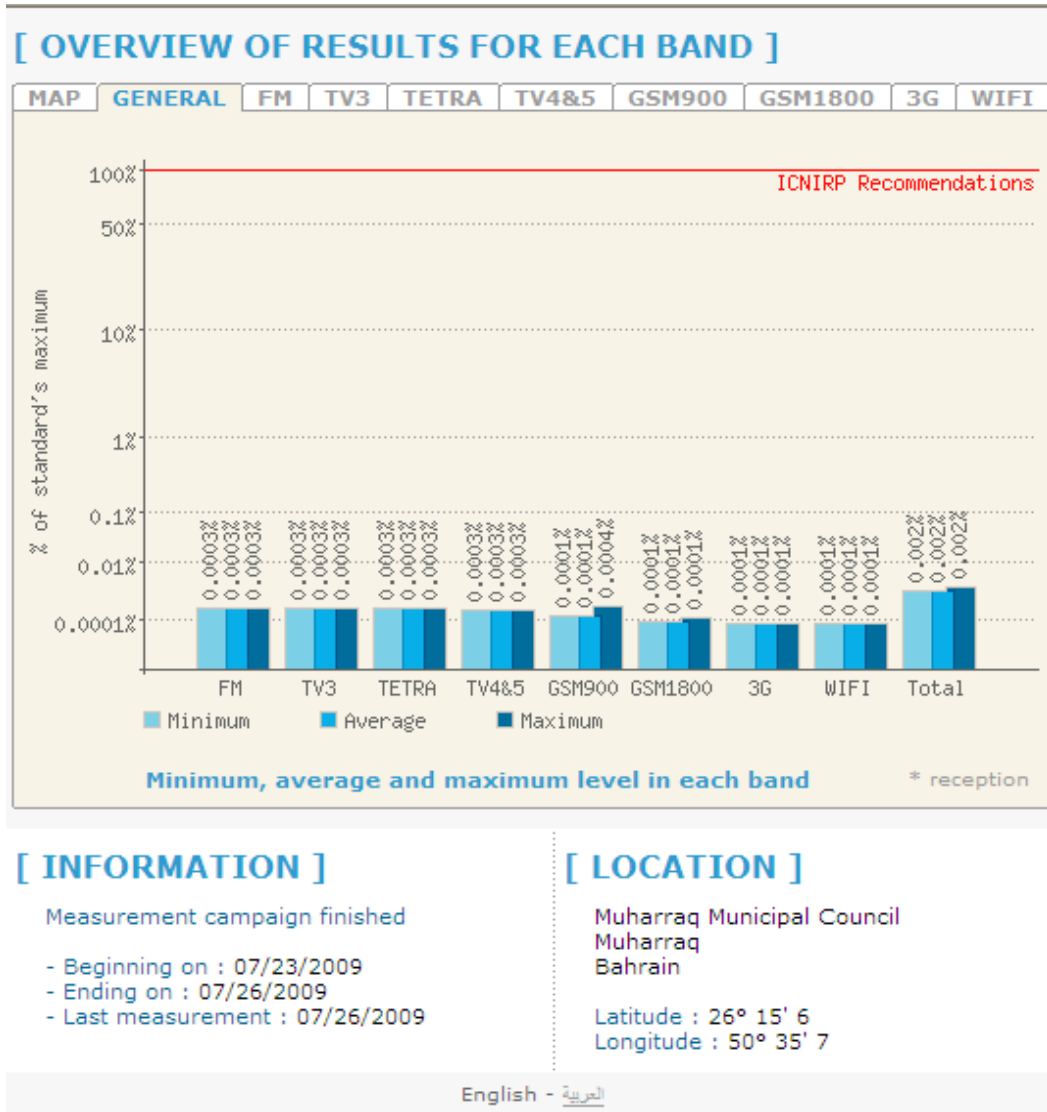 [ OVERVIEW OF RESULTS FOR EACH BAND ]
MAP GENERAL FM TV3 TETRA TV4&5 GSM900 GSM1800 3G WIFI
100%
ICNIRP Recommendations
50%
10%
1%
0.1%
0.01%
0.0001%
% of standard's maximum
0.0003% 0.0003% 0.0003% 0.0003% 0.0003% 0.0003% 0.0003% 0.0003% 0.0003% 0.0003% 0.0003% 0.0003% 0.0001% 0.0001% 0.0004% 0.0001% 0.0001% 0.0001% 0.0001% 0.0001% 0.0001% 0.0001% 0.0001% 0.0001% 0.002% 0.002% 0.002%
FM TV3 TETRA TV4&5 GSM900 GSM1800 3G WIFI Total
Minimum Average Maximum
Minimum, average and maximum level in each band * reception
[ INFORMATION ]
Measurement campaign finished
- Beginning on : 07/23/2009
- Ending on : 07/26/2009
- Last measurement : 07/26/2009
[ LOCATION ]
Muharraq Municipal Council
Muharraq
Bahrain
Latitude : 26° 15' 6
Longitude : 50° 35' 7
English - العربية